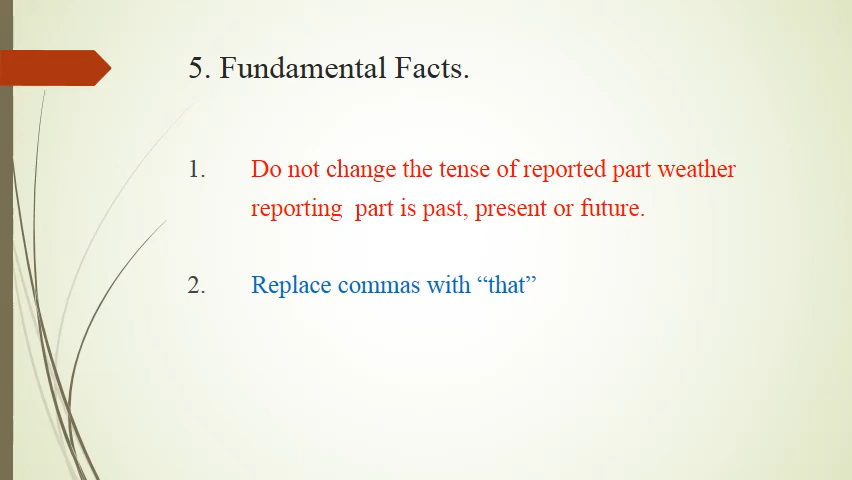 5. Fundamental Facts.
1. Do not change the tense of reported part weather
reporting part is past, present or future.
2. Replace commas with “that”